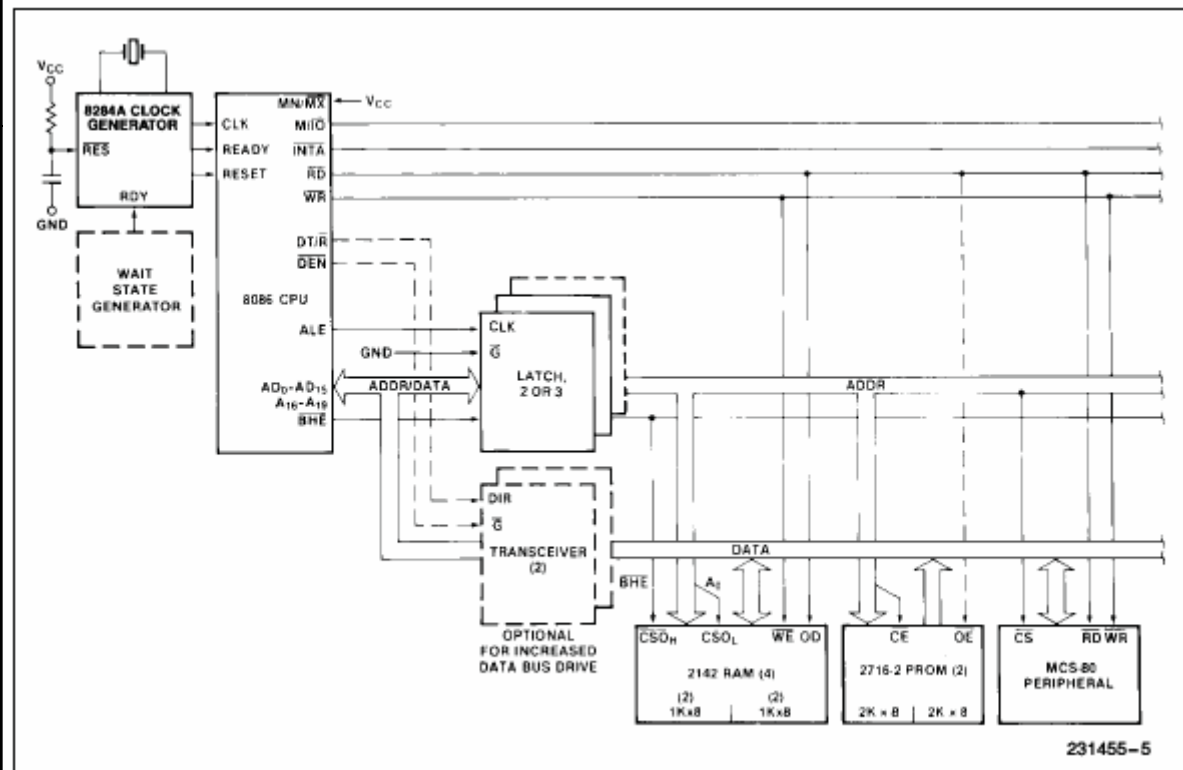 VCC
8284A CLOCK
GENERATOR
RES
RDY
GND
WAIT
STATE
GENERATOR
CLK
READY
RESET
MN/MX
VCC
M/IO
INTA
RD
WR
DT/R
DEN
8086 CPU
ALE
AD0-AD15
A16-A19
BHE
GND
ADDR/DATA
CLK
G
LATCH,
2 OR 3
ADDR
DIR
G
TRANSCEIVER
(2)
OPTIONAL
FOR INCREASED
DATA BUS DRIVE
DATA
BHE
A0
CSOH CSOL WE OD
2142 RAM (4)
(2) (2)
1K×8 1K×8
CE OE
2716-2 PROM (2)
2K × 8 2K × 8
CS RD WR
MCS-80
PERIPHERAL
231455–5